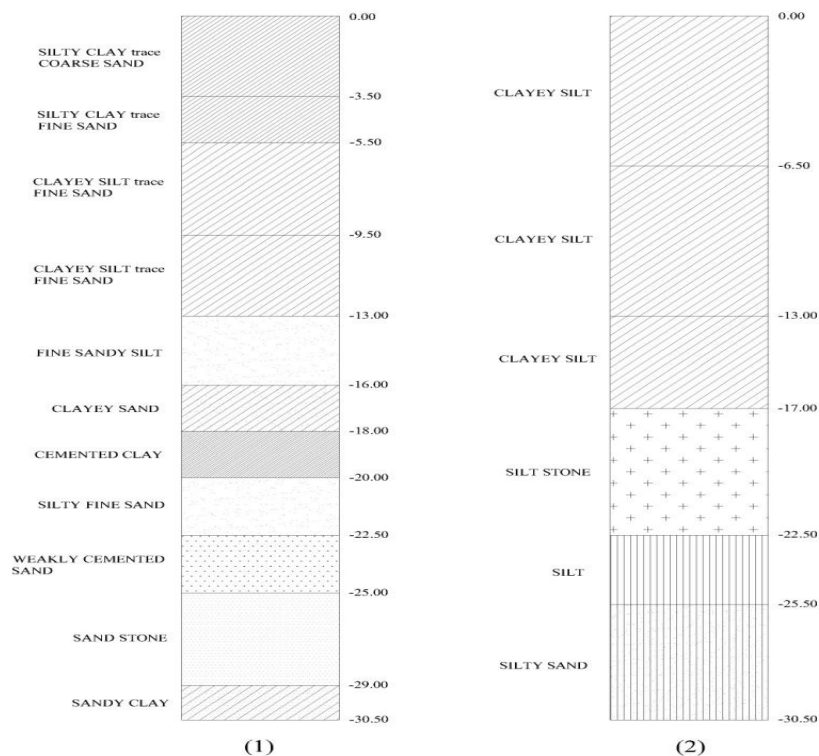 0.00
SILTY CLAY trace
COARSE SAND
-3.50
SILTY CLAY trace
FINE SAND
-5.50
CLAYEY SILT trace
FINE SAND
-9.50
CLAYEY SILT trace
FINE SAND
-13.00
FINE SANDY SILT
-16.00
CLAYEY SAND
-18.00
CEMENTED CLAY
-20.00
SILTY FINE SAND
-22.50
WEAKLY CEMENTED
SAND
-25.00
SAND STONE
-29.00
SANDY CLAY
-30.50
(1)
0.00
CLAYEY SILT
-6.50
CLAYEY SILT
-13.00
CLAYEY SILT
-17.00
SILT STONE
-22.50
SILT
-25.50
SILTY SAND
-30.50
(2)